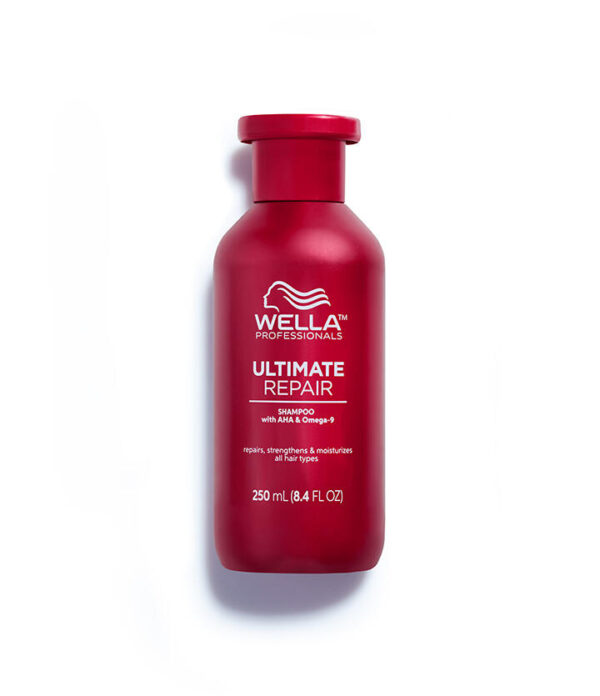 WELLA™
PROFESSIONALS
ULTIMATE
REPAIR
SHAMPOO
with AHA & Omega-9
repairs, strengthens & moisturizes
all hair types
250 mL (8.4 FL OZ)